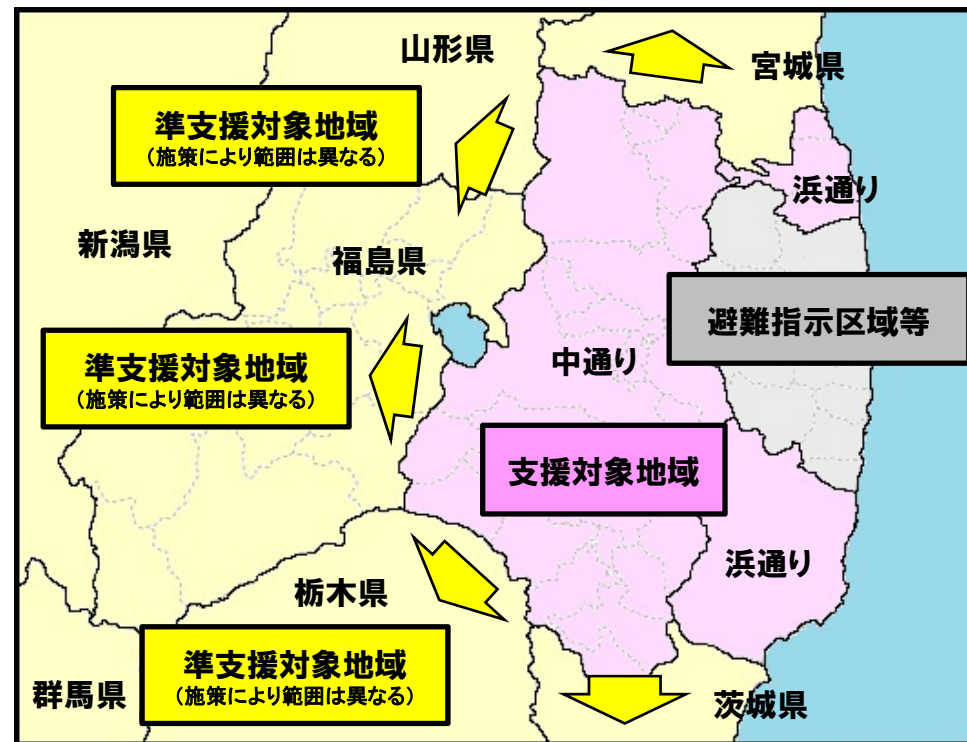 山形県
宮城県
準支援対象地域
(施策により範囲は異なる)
浜通り
新潟県
福島県
避難指示区域等
中通り
準支援対象地域
(施策により範囲は異なる)
支援対象地域
浜通り
栃木県
準支援対象地域
(施策により範囲は異なる)
群馬県
茨城県